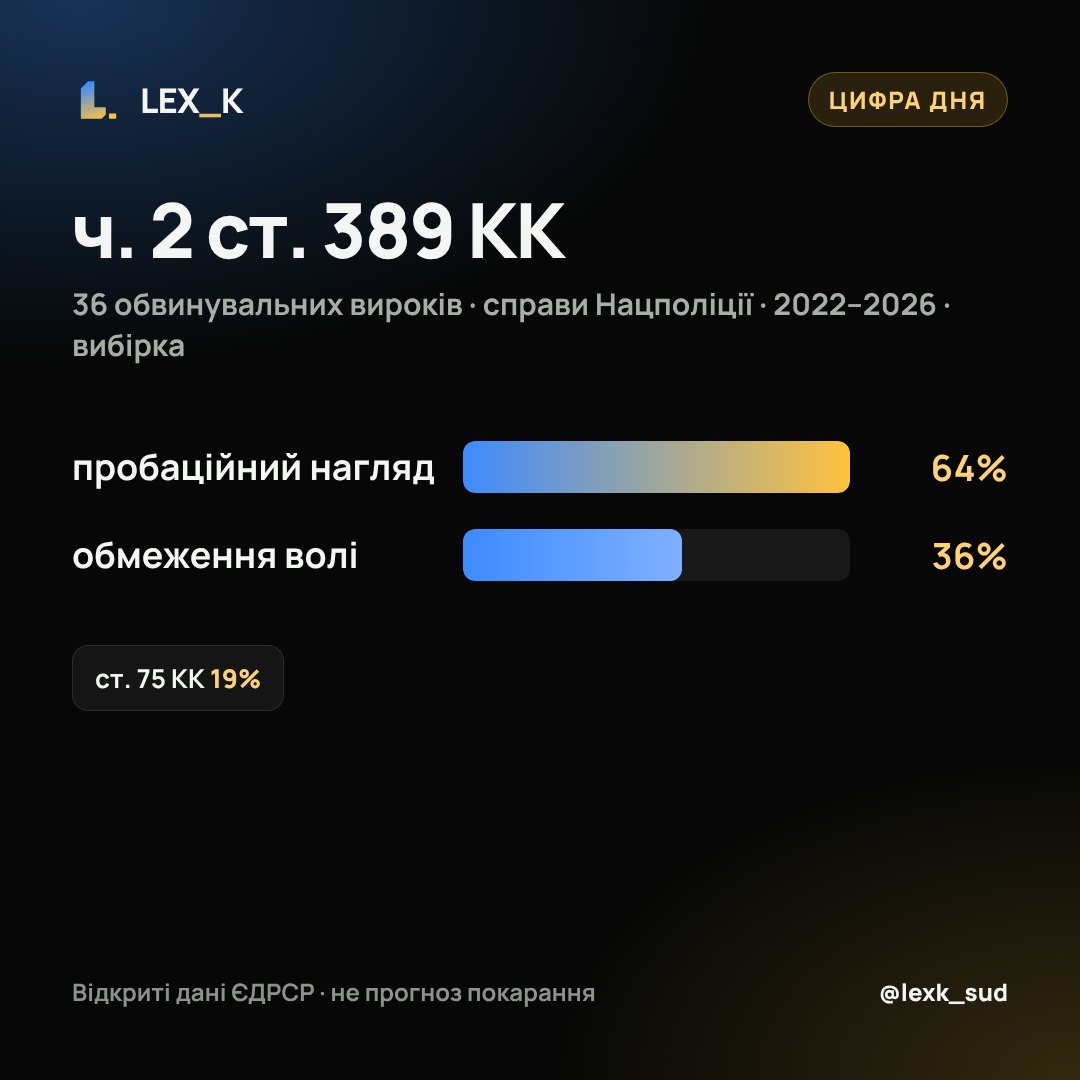 L. LEX_K
ЦИФРА ДНЯ
ч. 2 ст. 389 КК
36 обвинувальних вироків · справи Нацполіції · 2022–2026 ·
вибірка
пробаційний нагляд 64%
обмеження волі 36%
ст. 75 КК 19%
Відкриті дані ЄДРСР · не прогноз покарання
@lexk_sud